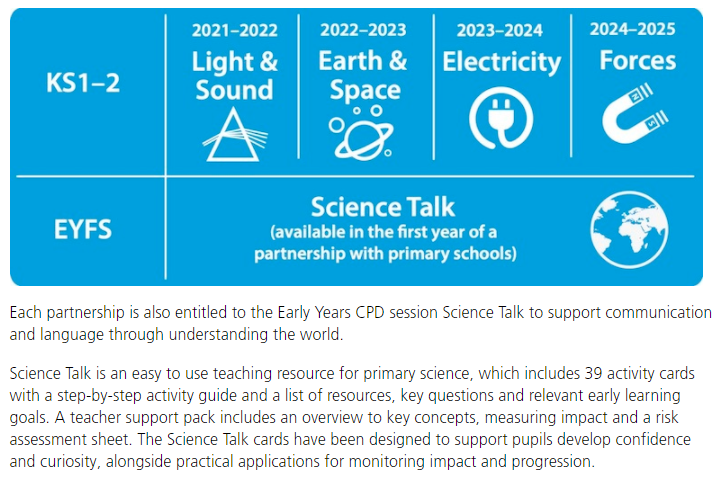 KS1–2
2021–2022
Light &
Sound
2022–2023
Earth &
Space
2023–2024
Electricity
2024–2025
Forces
N
S
EYFS
Science Talk
(available in the first year of a
partnership with primary schools)
Each partnership is also entitled to the Early Years CPD session Science Talk to support communication
and language through understanding the world.
Science Talk is an easy to use teaching resource for primary science, which includes 39 activity cards
with a step-by-step activity guide and a list of resources, key questions and relevant early learning
goals. A teacher support pack includes an overview to key concepts, measuring impact and a risk
assessment sheet. The Science Talk cards have been designed to support pupils develop confidence
and curiosity, alongside practical applications for monitoring impact and progression.